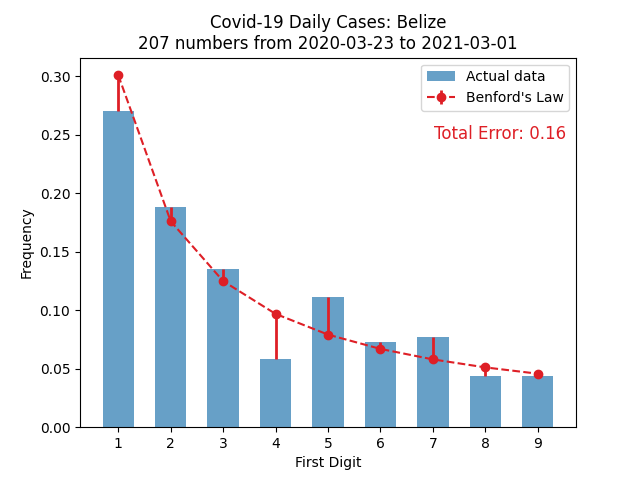 Covid-19 Daily Cases: Belize
207 numbers from 2020-03-23 to 2021-03-01
Actual data
Benford's Law
Total Error: 0.16
0.30
0.25
0.20
0.15
0.10
0.05
0.00
Frequency
1 2 3 4 5 6 7 8 9
First Digit